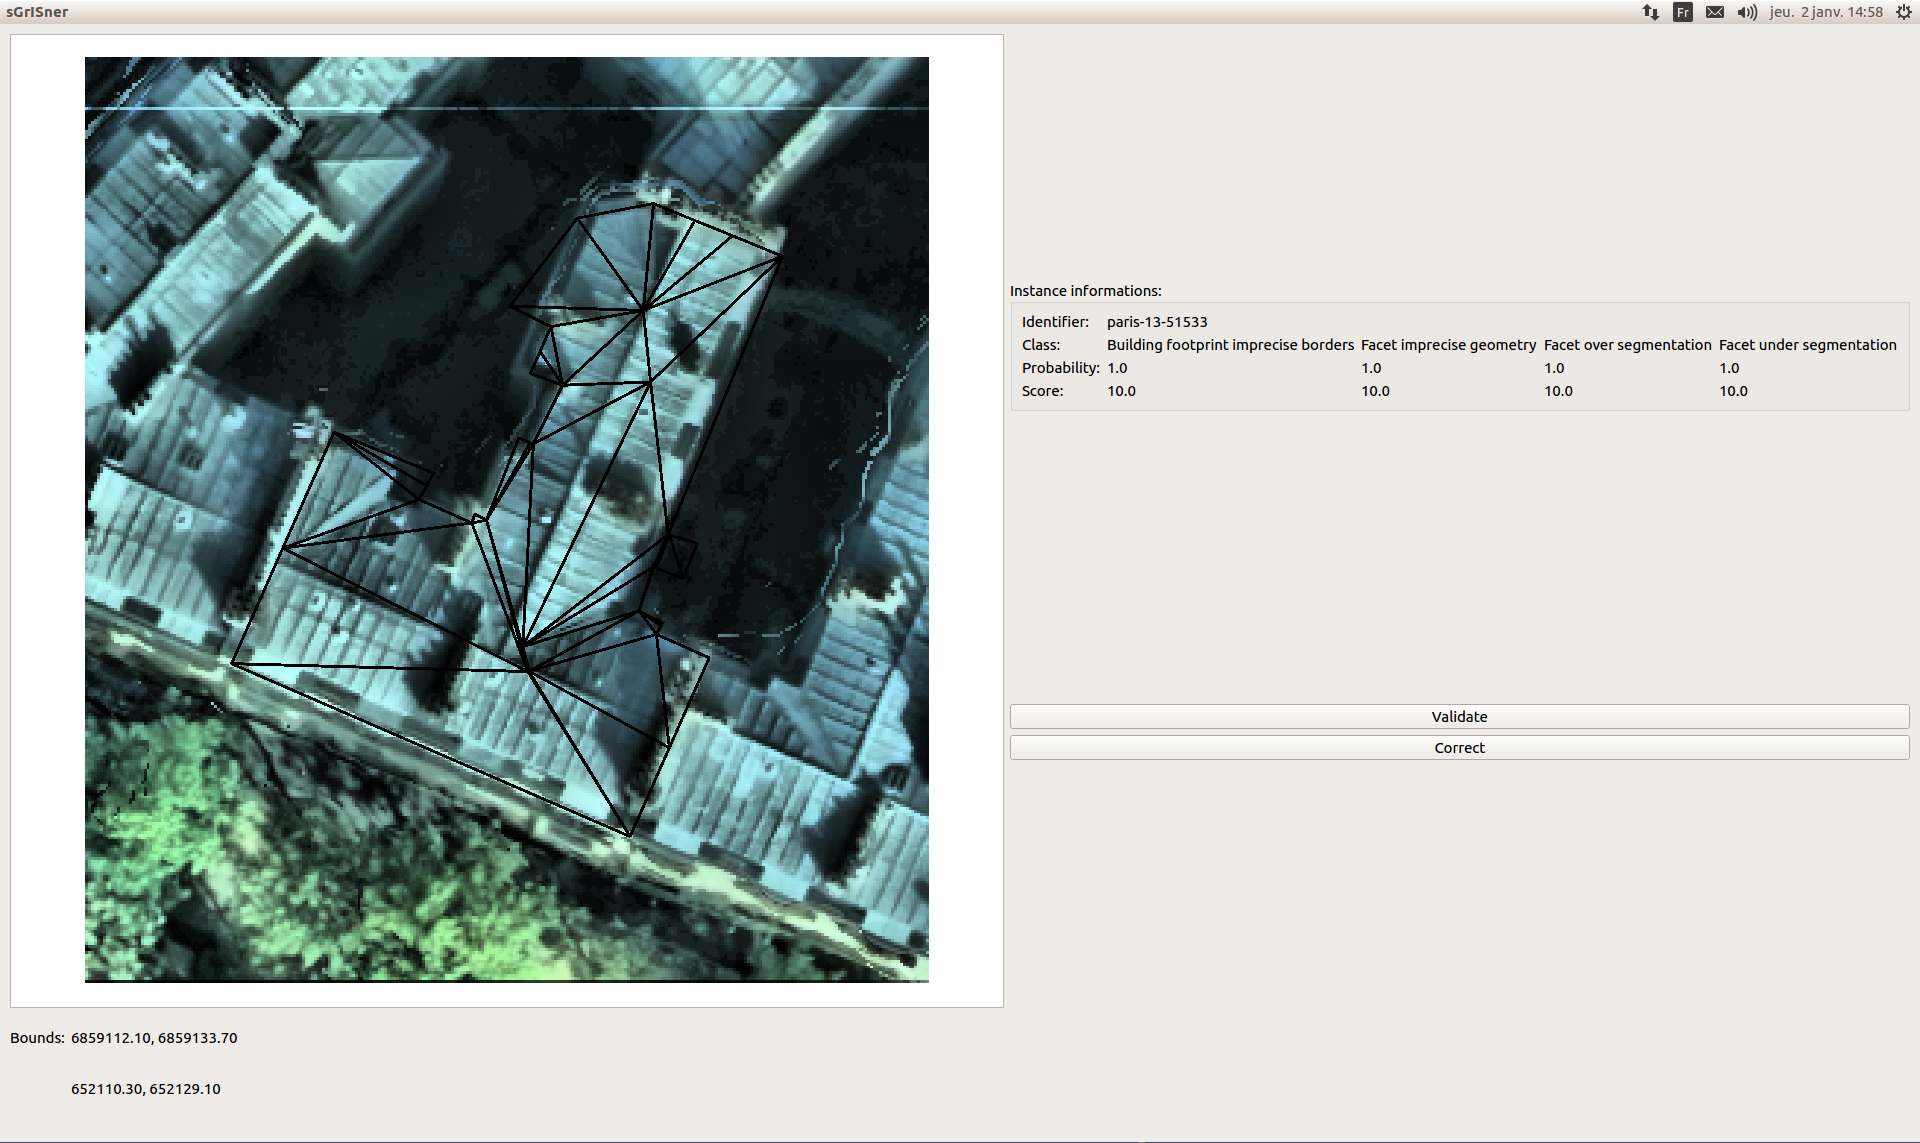 sGrISner
Fr jeu. 2 janv. 14:58
Instance informations:
Identifier: paris-13-51533
Class: Building footprint imprecise borders Facet imprecise geometry Facet over segmentation Facet under segmentation
Probability: 1.0 1.0 1.0 1.0
Score: 10.0 10.0 10.0 10.0
Validate
Correct
Bounds: 6859112.10, 6859133.70
652110.30, 652129.10